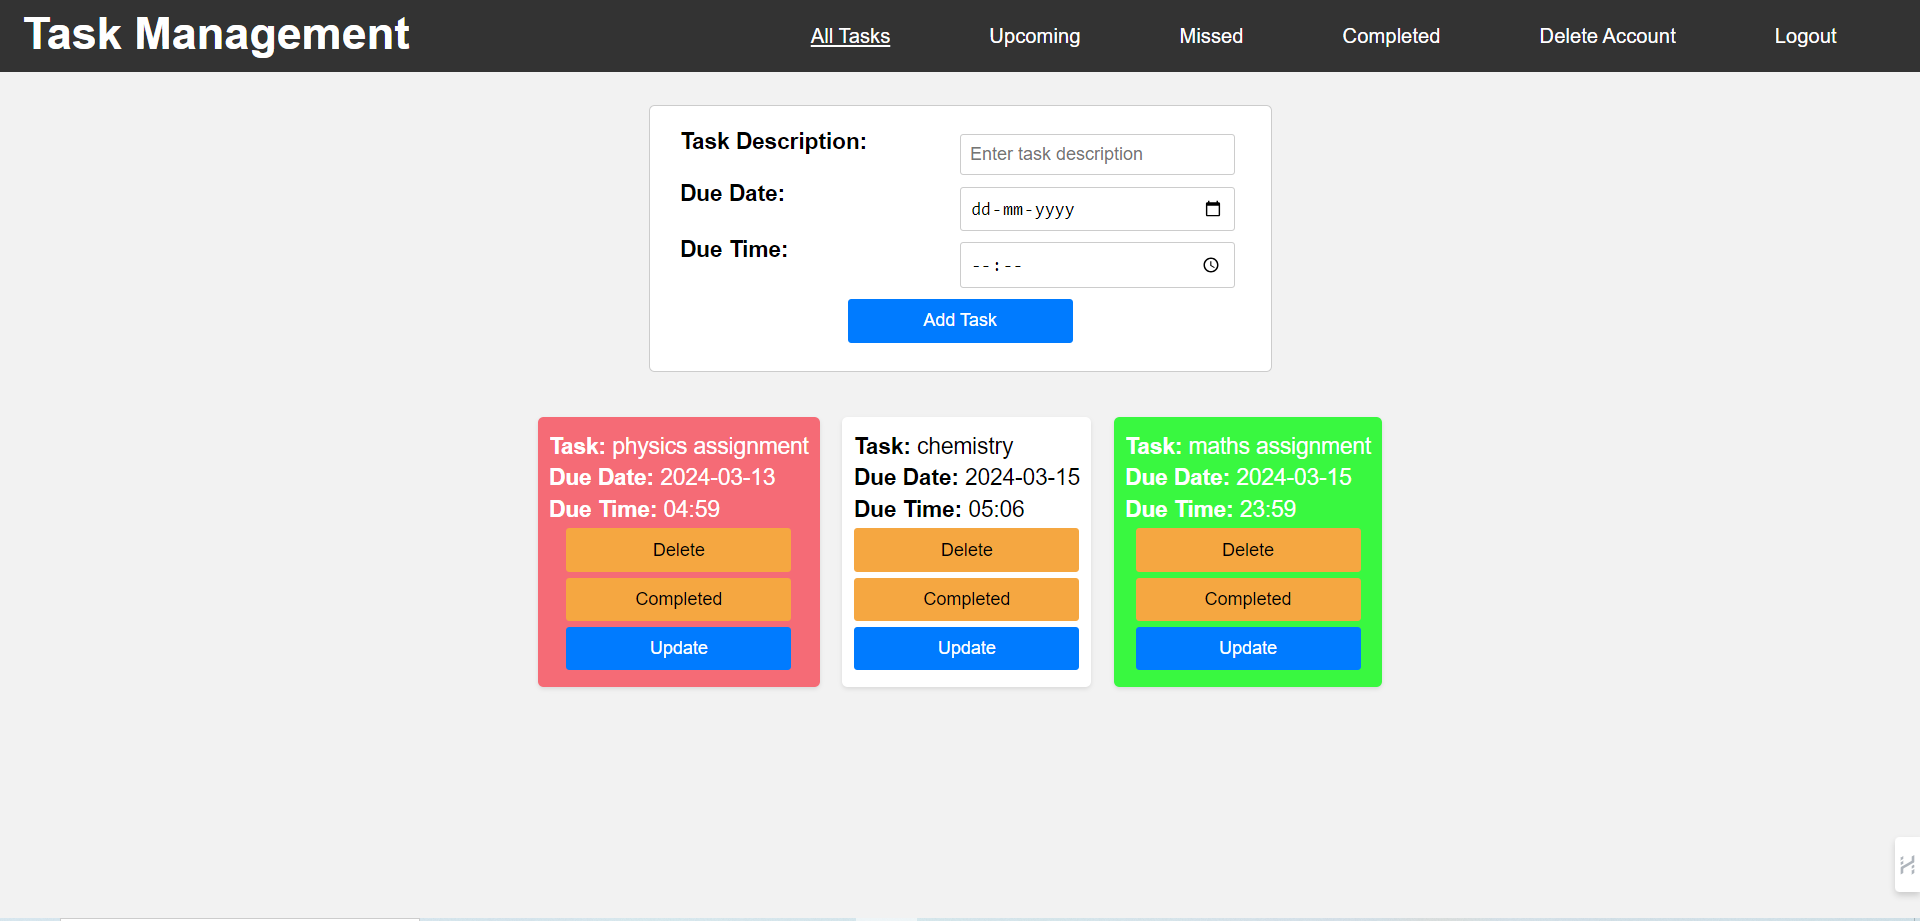 Task Management
All Tasks
Upcoming
Missed
Completed
Delete Account
Logout
Task Description:
Enter task description
Due Date:
dd-mm-yyyy
Due Time:
--:--
Add Task
Task: physics assignment
Due Date: 2024-03-13
Due Time: 04:59
Delete
Completed
Update
Task: chemistry
Due Date: 2024-03-15
Due Time: 05:06
Delete
Completed
Update
Task: maths assignment
Due Date: 2024-03-15
Due Time: 23:59
Delete
Completed
Update